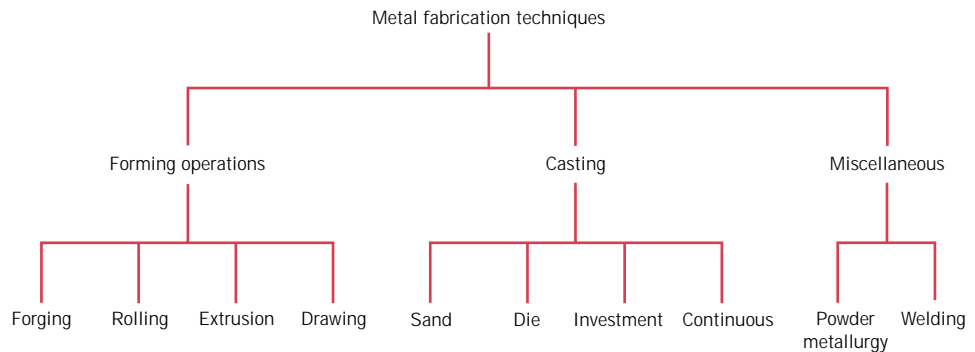 Metal fabrication techniques
Forming operations
Casting
Miscellaneous
Forging
Rolling
Extrusion
Drawing
Sand
Die
Investment
Continuous
Powder
metallurgy
Welding